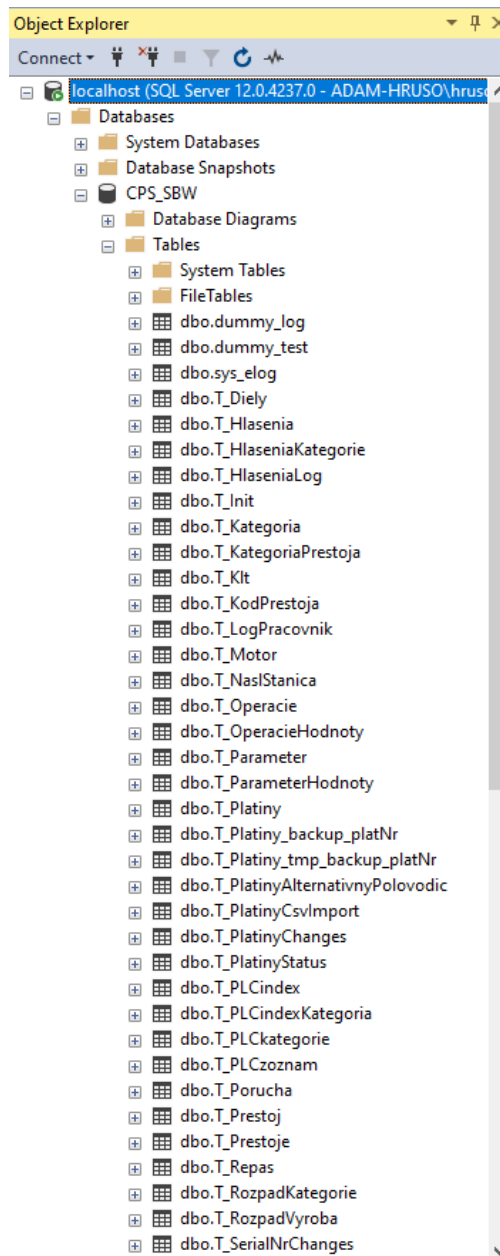 Object Explorer
Connect
localhost (SQL Server 12.0.4237.0 - ADAM-HRUSO\hruso
Databases
System Databases
Database Snapshots
CPS_SBW
Database Diagrams
Tables
System Tables
FileTables
dbo.dummy_log
dbo.dummy_test
dbo.sys_elog
dbo.T_Diely
dbo.T_Hlasenia
dbo.T_HlaseniaKategorie
dbo.T_HlaseniaLog
dbo.T_Init
dbo.T_Kategoria
dbo.T_KategoriaPrestoja
dbo.T_Klt
dbo.T_KodPrestoja
dbo.T_LogPracovnik
dbo.T_Motor
dbo.T_NaslStanica
dbo.T_Operacie
dbo.T_OperacieHodnoty
dbo.T_Parameter
dbo.T_ParameterHodnoty
dbo.T_Platiny
dbo.T_Platiny_backup_platNr
dbo.T_Platiny_tmp_backup_platNr
dbo.T_PlatinyAlternativnyPolovodic
dbo.T_PlatinyCsvImport
dbo.T_PlatinyChanges
dbo.T_PlatinyStatus
dbo.T_PLCindex
dbo.T_PLCindexKategoria
dbo.T_PLCkategorie
dbo.T_PLCzoznam
dbo.T_Porucha
dbo.T_Prestoj
dbo.T_Prestoje
dbo.T_Repas
dbo.T_RozpadKategorie
dbo.T_RozpadVyroba
dbo.T_SerialNrChanges